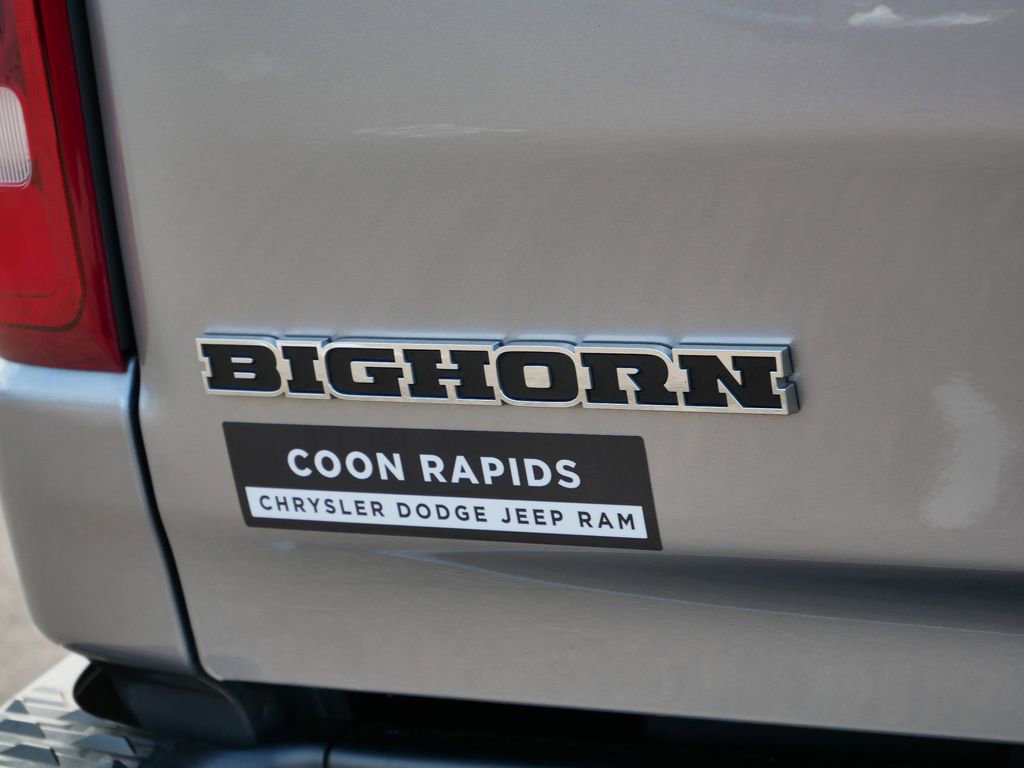 BIGHORN
COON RAPIDS
CHRYSLER DODGE JEEP RAM